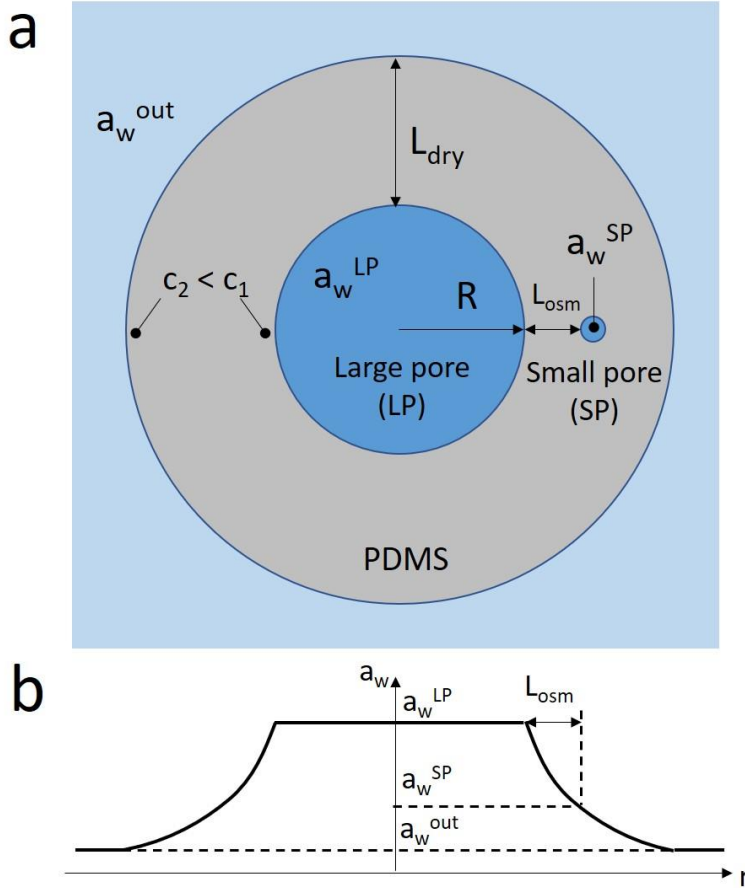 a
a_w^out
L_dry
a_w^SP
a_w^LP
c_2 < c_1
R
L_osm
Large pore
(LP)
Small pore
(SP)
PDMS
b
a_w
L_osm
a_w^LP
a_w^SP
a_w^out
r